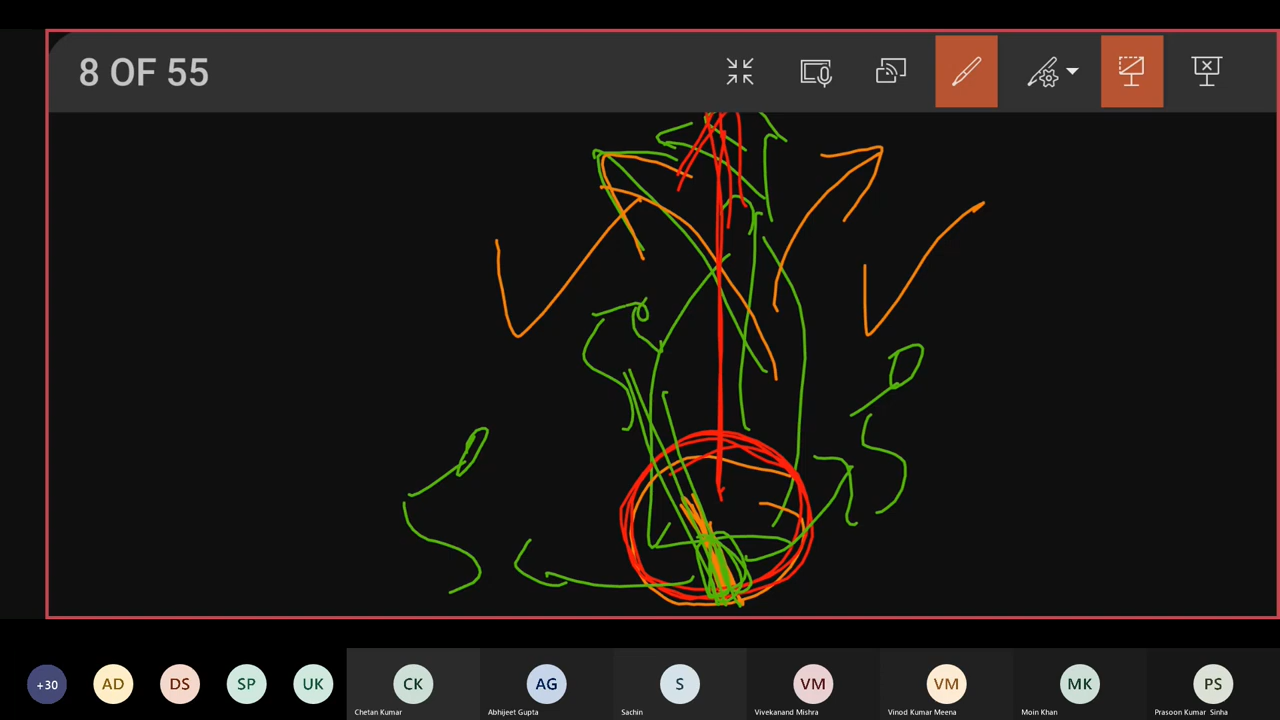 8 OF 55
+30 AD DS SP UK CK AG S VM VM MK PS
Chetan Kumar Abhijeet Gupta Sachin Vivekanand Mishra Vinod Kumar Meena Moin Khan Prasoon Kumar Sinha